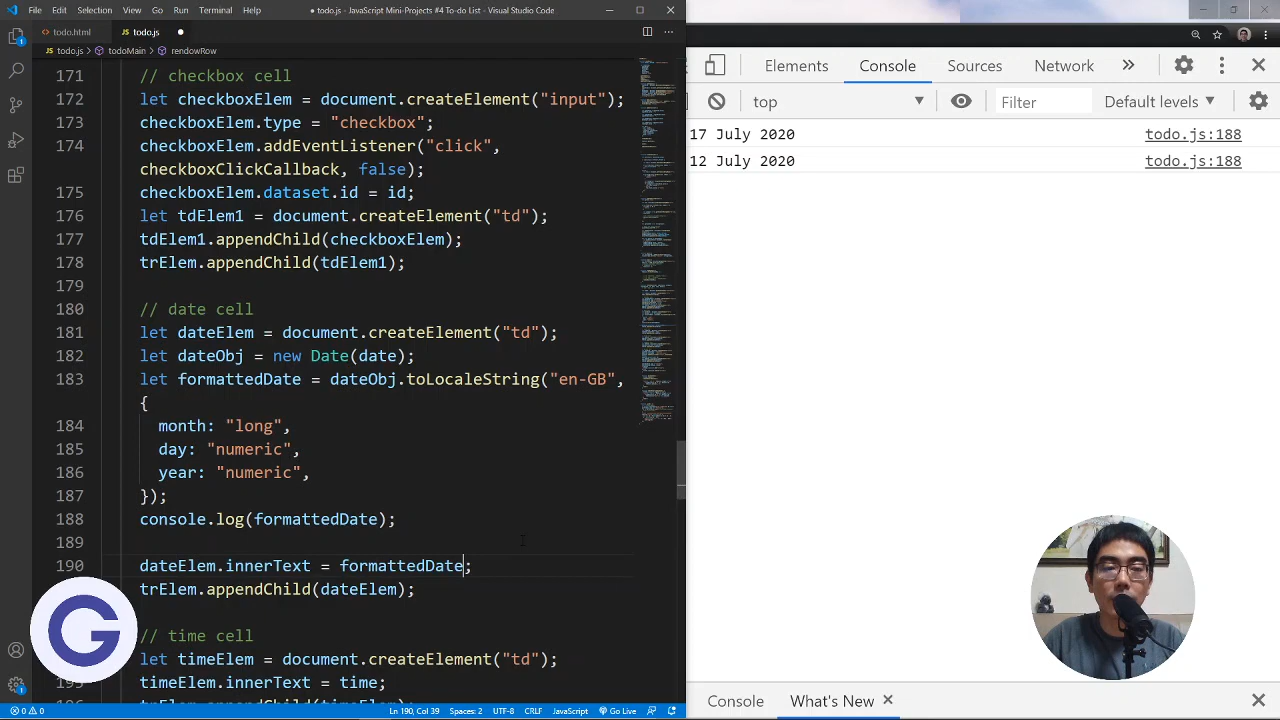 File Edit Selection View Go Run Terminal Help ● todo.js - JavaScript Mini-Projects #4 To-do List - Visual Studio Code
todo.html todo.js ●
todo.js > todoMain > rendowRow
171 // checkbox cell
172 let checkboxElem = document.createElement("input");
checkboxElem.type = "checkbox";
174 checkboxElem.addEventListener("click",
checkboxClickCallback, false);
175 checkboxElem.dataset.id = id;
176 let tdElem1 = document.createElement("td");
177 tdElem1.appendChild(checkboxElem);
178 trElem.appendChild(tdElem1);
179
180 // date cell
181 let dateElem = document.createElement("td");
182 let dateObj = new Date(date);
183 let formattedDate = dateObj.toLocaleString("en-GB",
{
184 month: "long",
185 day: "numeric",
186 year: "numeric",
187 });
188 console.log(formattedDate);
189
190 dateElem.innerText = formattedDate;
trElem.appendChild(dateElem);
// time cell
let timeElem = document.createElement("td");
timeElem.innerText = time;
G
0 0 Ln 190, Col 39 Spaces: 2 UTF-8 CRLF JavaScript Go Live
Elements Console Sources Network »
top Filter Default levels ▼
17 July 2020 todo.js:188
12 July 2020 todo.js:188
Console What's New